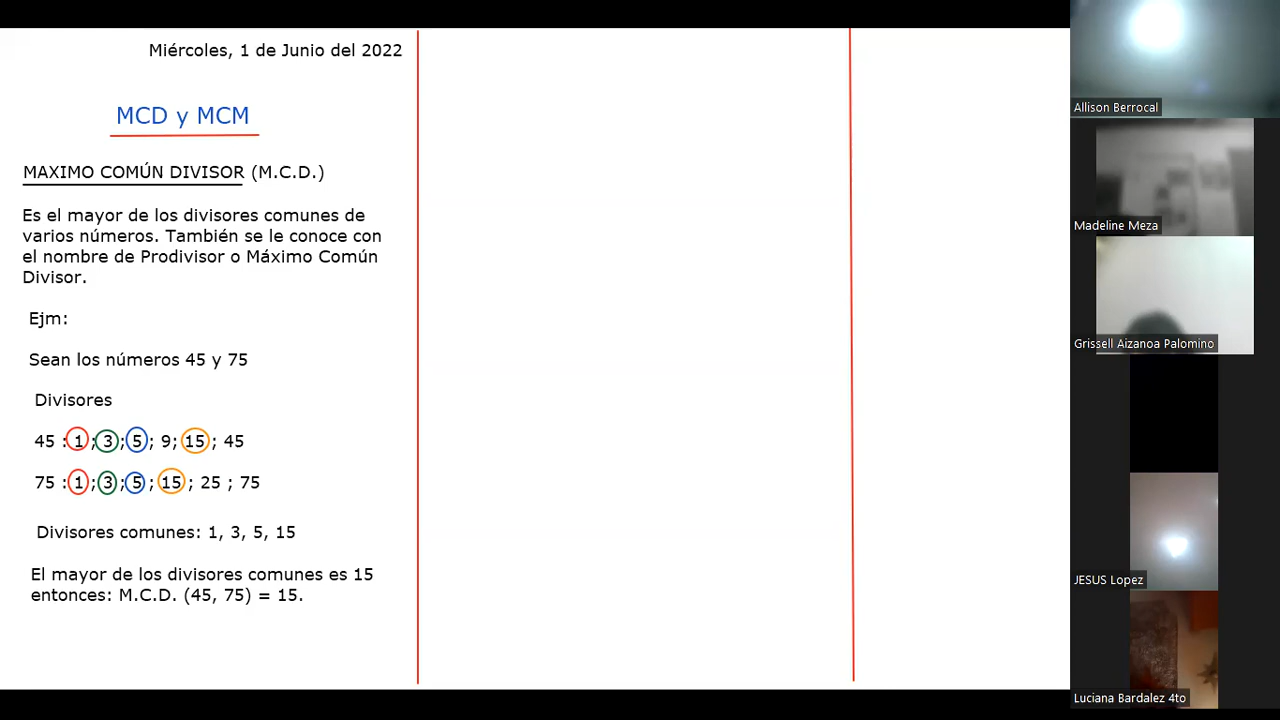 Miércoles, 1 de Junio del 2022
MCD y MCM
MAXIMO COMÚN DIVISOR (M.C.D.)
Es el mayor de los divisores comunes de
varios números. También se le conoce con
el nombre de Prodivisor o Máximo Común
Divisor.
Ejm:
Sean los números 45 y 75
Divisores
45 : 1 ; 3 ; 5 ; 9; 15 ; 45
75 : 1 ; 3 ; 5 ; 15 ; 25 ; 75
Divisores comunes: 1, 3, 5, 15
El mayor de los divisores comunes es 15
entonces: M.C.D. (45, 75) = 15.
Allison Berrocal
Madeline Meza
Grissell Aizanoa Palomino
JESUS Lopez
Luciana Bardalez 4to